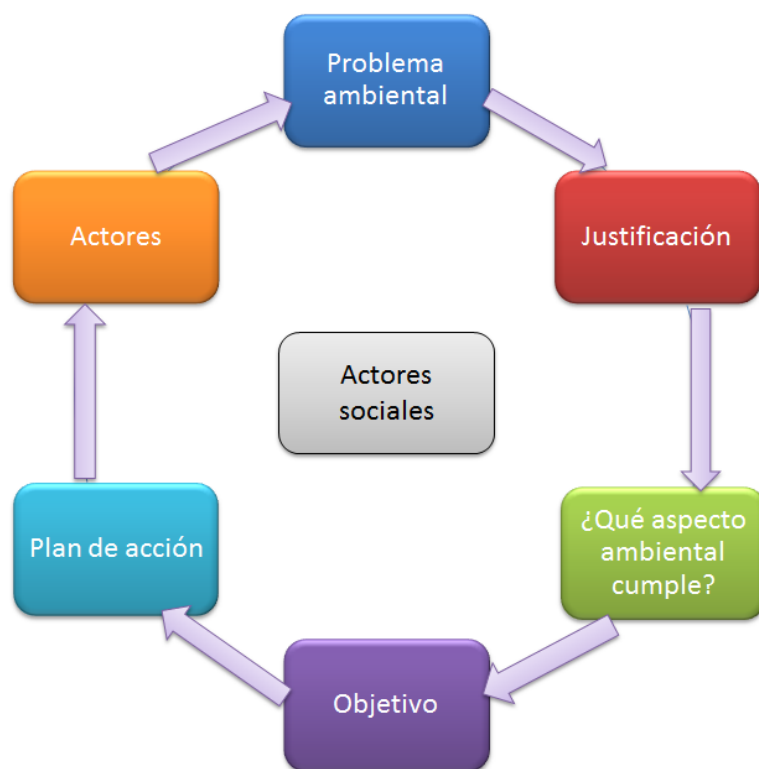 Problema
ambiental
Justificación
¿Qué aspecto
ambiental
cumple?
Objetivo
Plan de acción
Actores
Actores
sociales